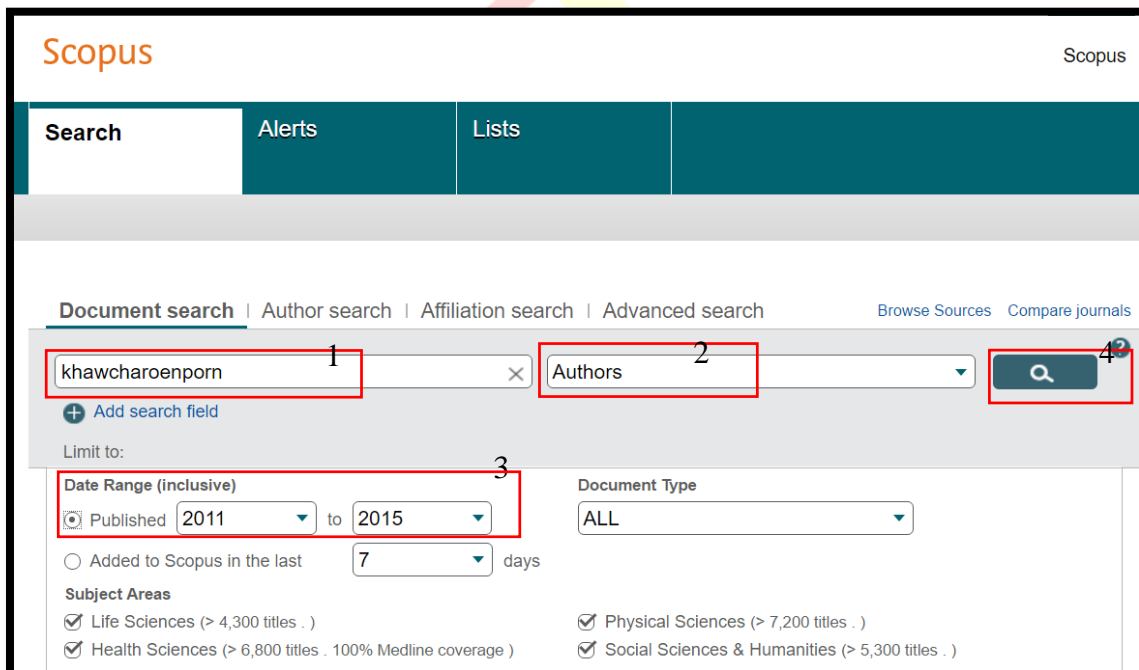 Scopus
Scopus
Search Alerts Lists
Document search | Author search | Affiliation search | Advanced search Browse Sources Compare journals
1 2 4 ?
khawcharoenporn Authors
Add search field
Limit to:
3
Date Range (inclusive) Document Type
Published 2011 to 2015 ALL
Added to Scopus in the last 7 days
Subject Areas
Life Sciences (> 4,300 titles . ) Physical Sciences (> 7,200 titles . )
Health Sciences (> 6,800 titles . 100% Medline coverage ) Social Sciences & Humanities (> 5,300 titles . )